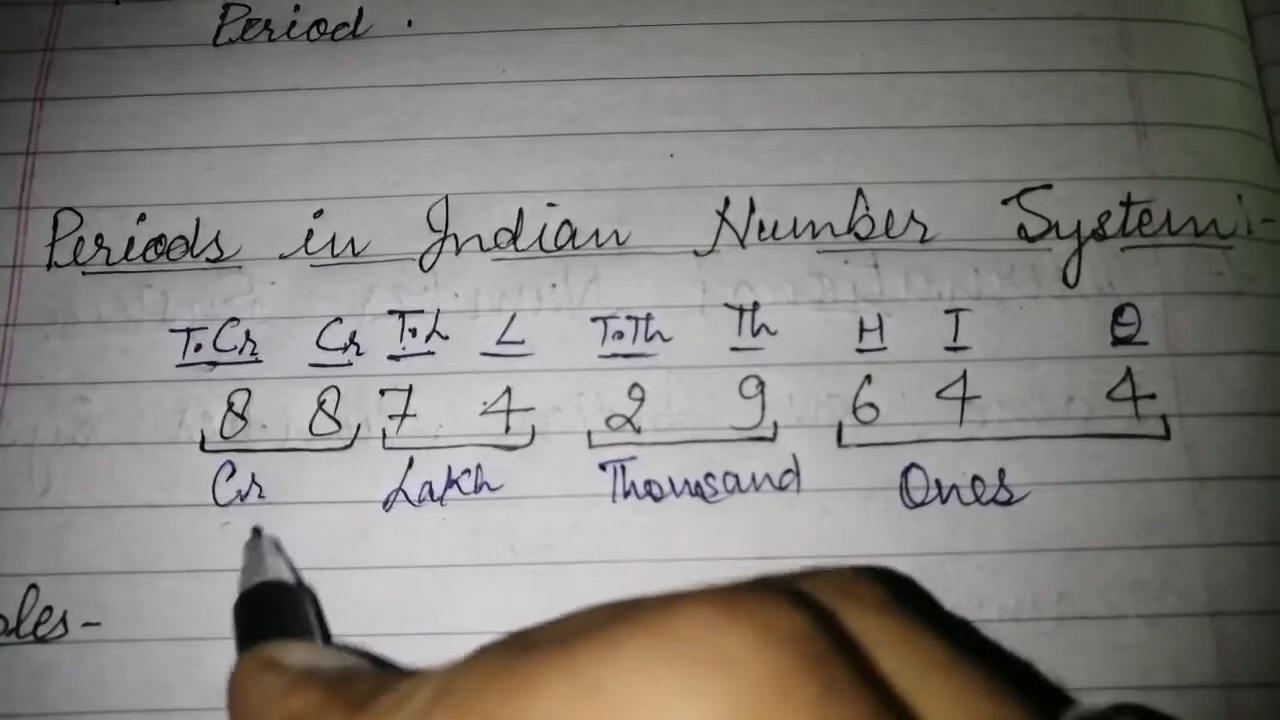 Period .
Periods in Indian Number System:-
T.Cr Cr T.L L T.Th Th H T O
8 8 7 4 2 9 6 4 4
Cr Lakh Thousand Ones
ples-